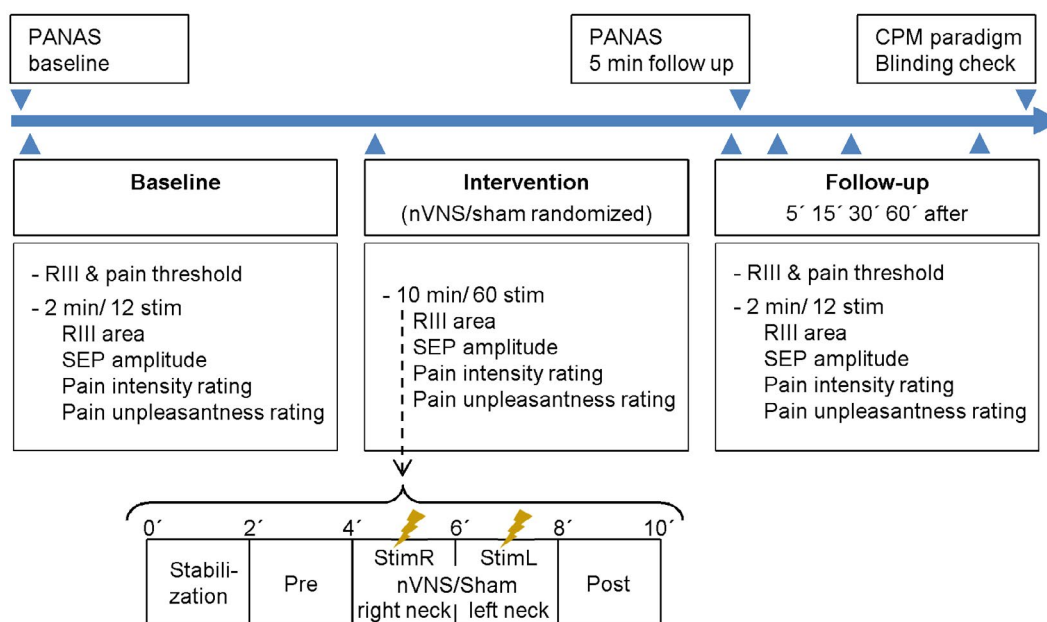 PANAS
baseline
PANAS
5 min follow up
CPM paradigm
Blinding check
Baseline
Intervention
(nVNS/sham randomized)
Follow-up
5´ 15´ 30´ 60´ after
- RIII & pain threshold
- 2 min/ 12 stim
RIII area
SEP amplitude
Pain intensity rating
Pain unpleasantness rating
- 10 min/ 60 stim
RIII area
SEP amplitude
Pain intensity rating
Pain unpleasantness rating
- RIII & pain threshold
- 2 min/ 12 stim
RIII area
SEP amplitude
Pain intensity rating
Pain unpleasantness rating
0´ 2´ 4´ 6´ 8´ 10´
Stabili-
zation
Pre
StimR StimL
nVNS/Sham
right neck left neck
Post